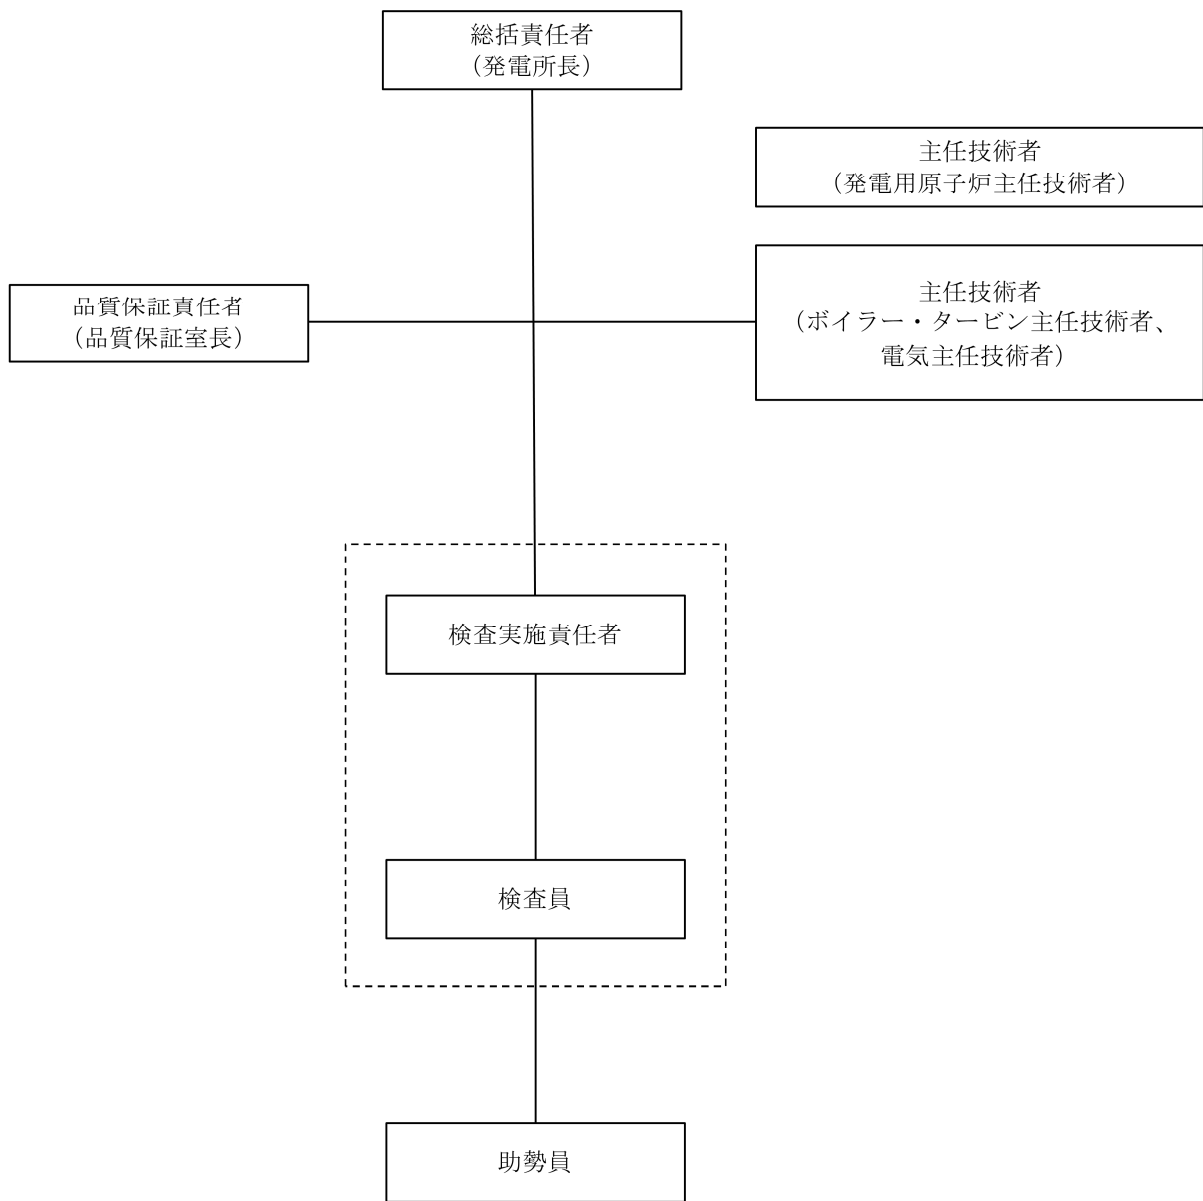 総括責任者
（発電所長）
主任技術者
（発電用原子炉主任技術者）
品質保証責任者
（品質保証室長）
主任技術者
（ボイラー・タービン主任技術者、
電気主任技術者）
検査実施責任者
検査員
助勢員